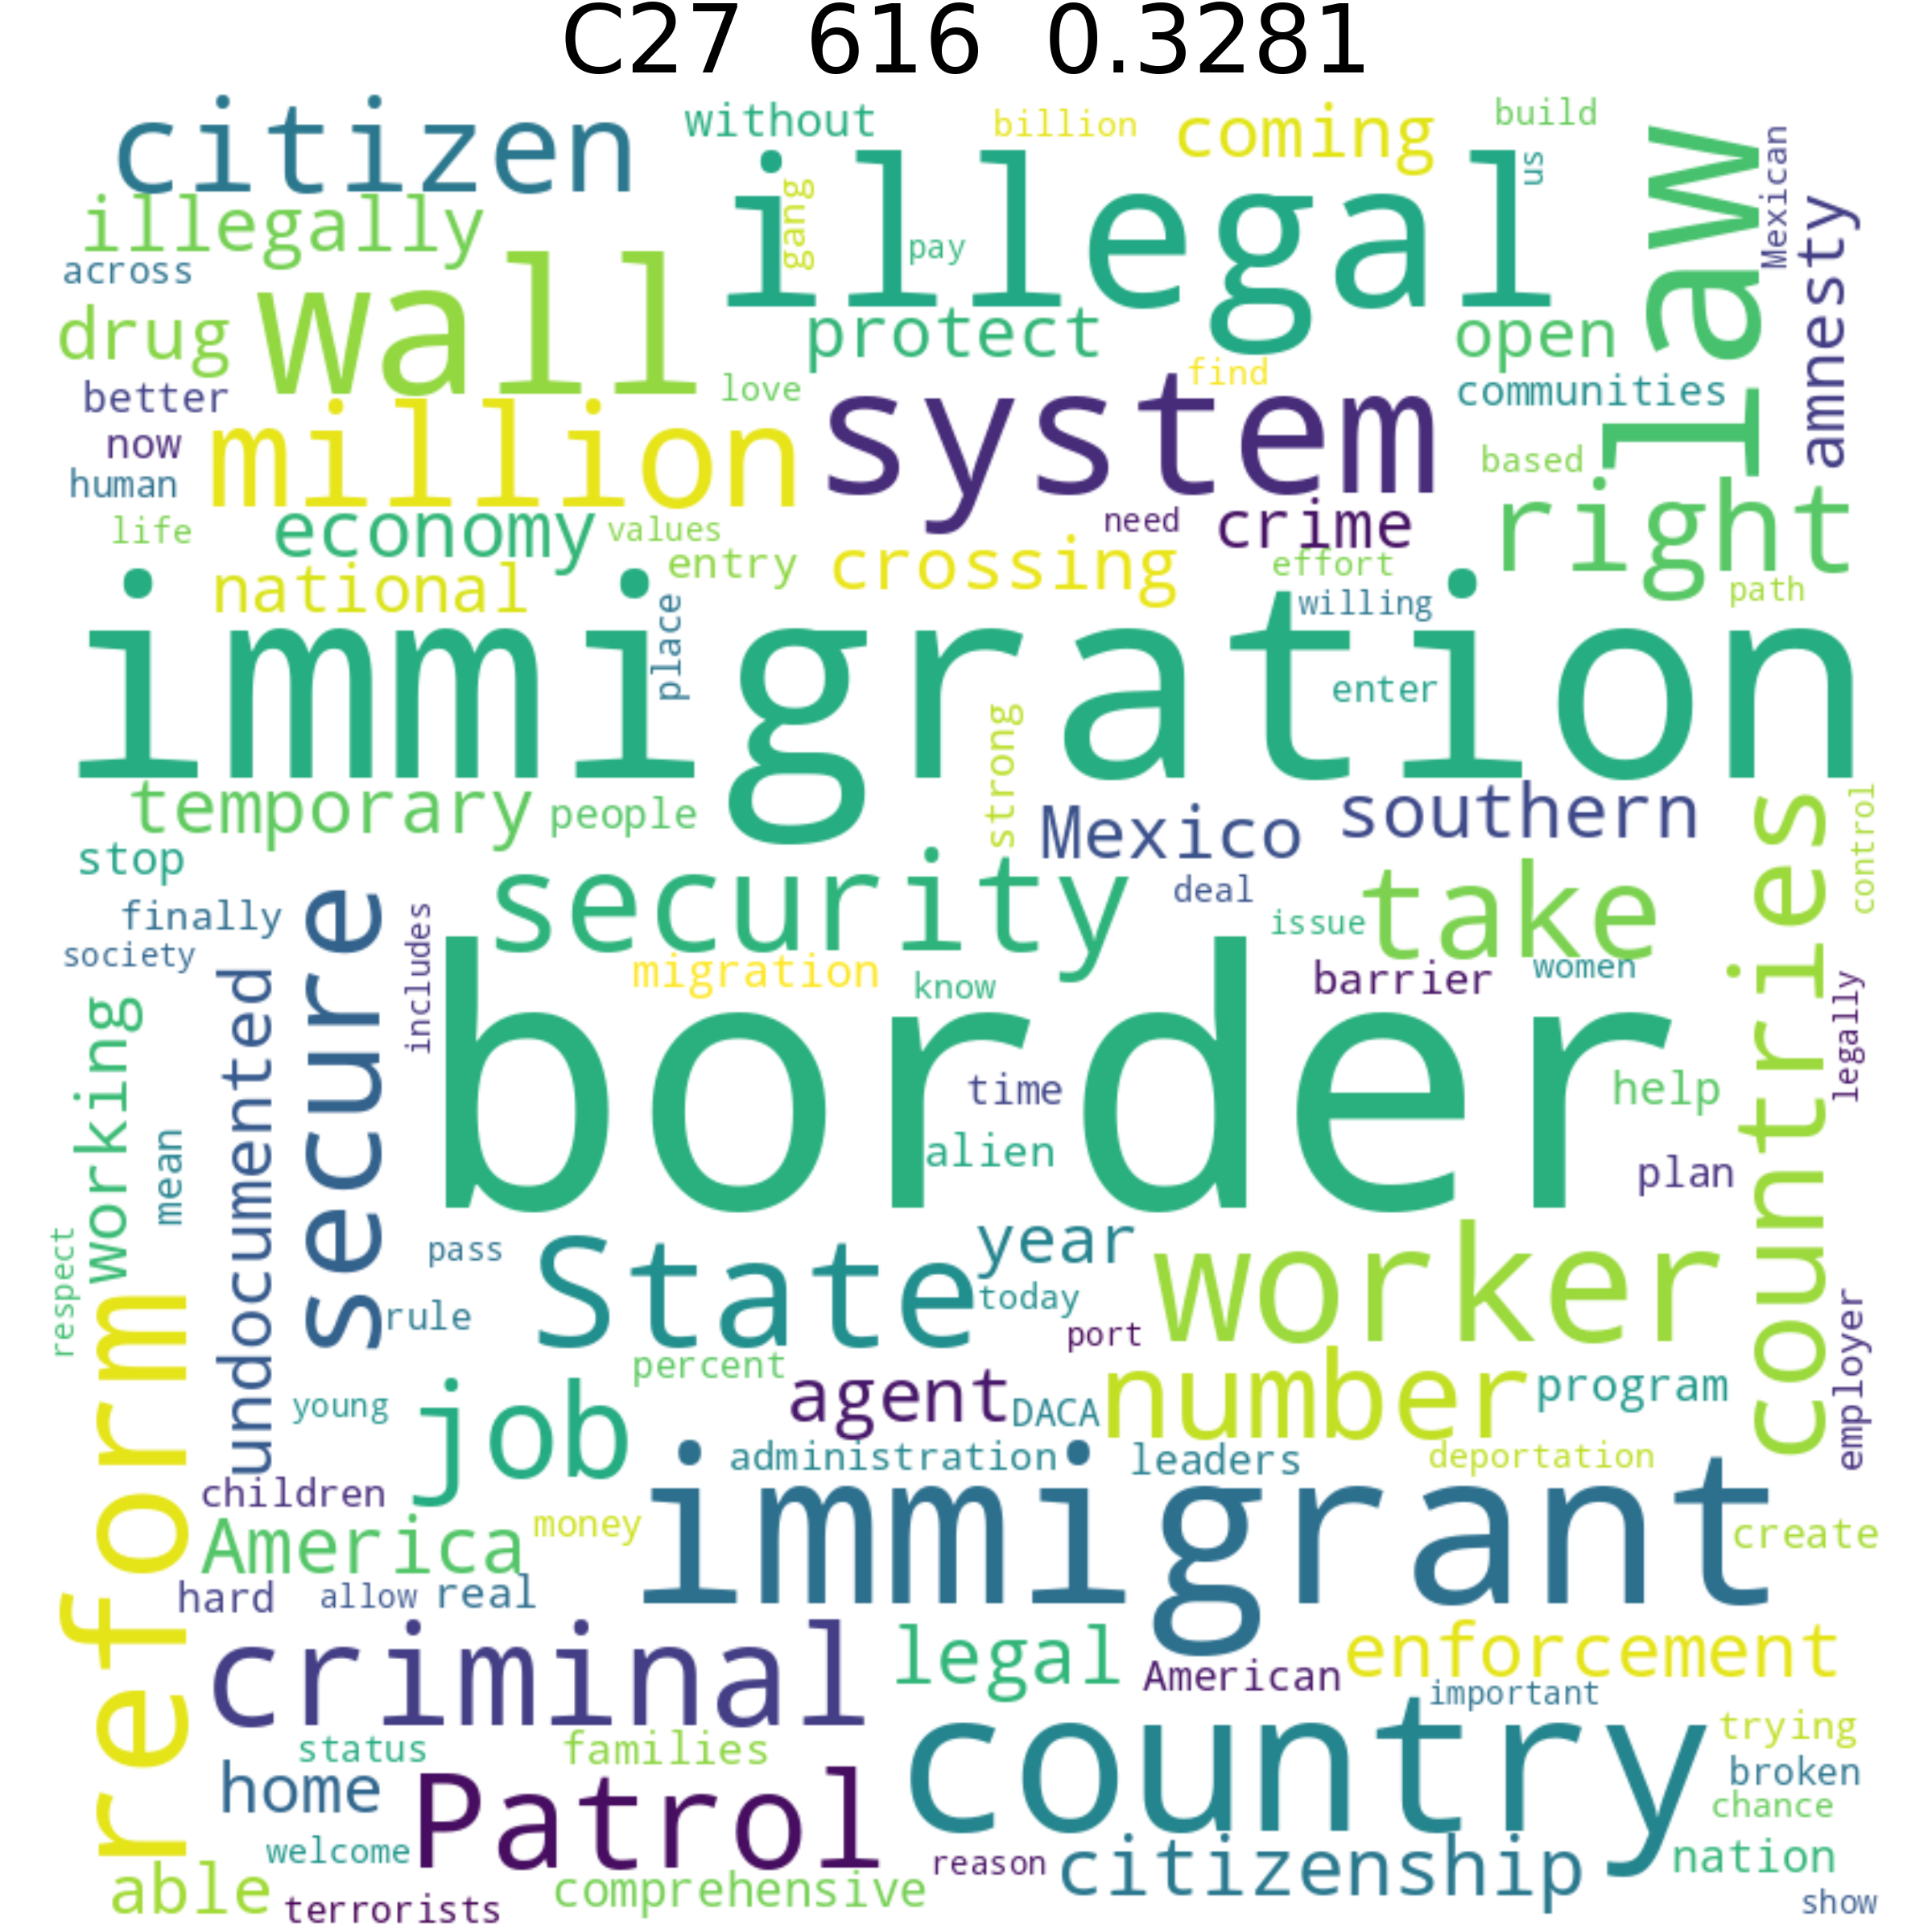 C27 616 0.3281
citizen
without
billion
coming
build
illegal
us
law
Mexican
amnesty
illegally
gang
pay
across
wall
drug
protect
open
find
better
love
system
communities
now
million
based
human
right
life
economy
values
need
crime
entry
crossing
effort
national
path
place
willing
immigration
enter
strong
temporary
people
Mexico
southern
countries
control
stop
security
deal
take
issue
finally
society
secure
includes
undocumented
migration
know
barrier
women
legally
working
border
time
help
mean
alien
plan
respect
year
pass
State
worker
rule
today
port
employer
reform
percent
agent
number
program
young
job
DACA
administration
leaders
deportation
children
immigrant
America
money
create
hard
allow
real
criminal
legal
American
enforcement
important
country
trying
status
families
home
Patrol
broken
chance
welcome
reason
citizenship
nation
able
comprehensive
terrorists
show